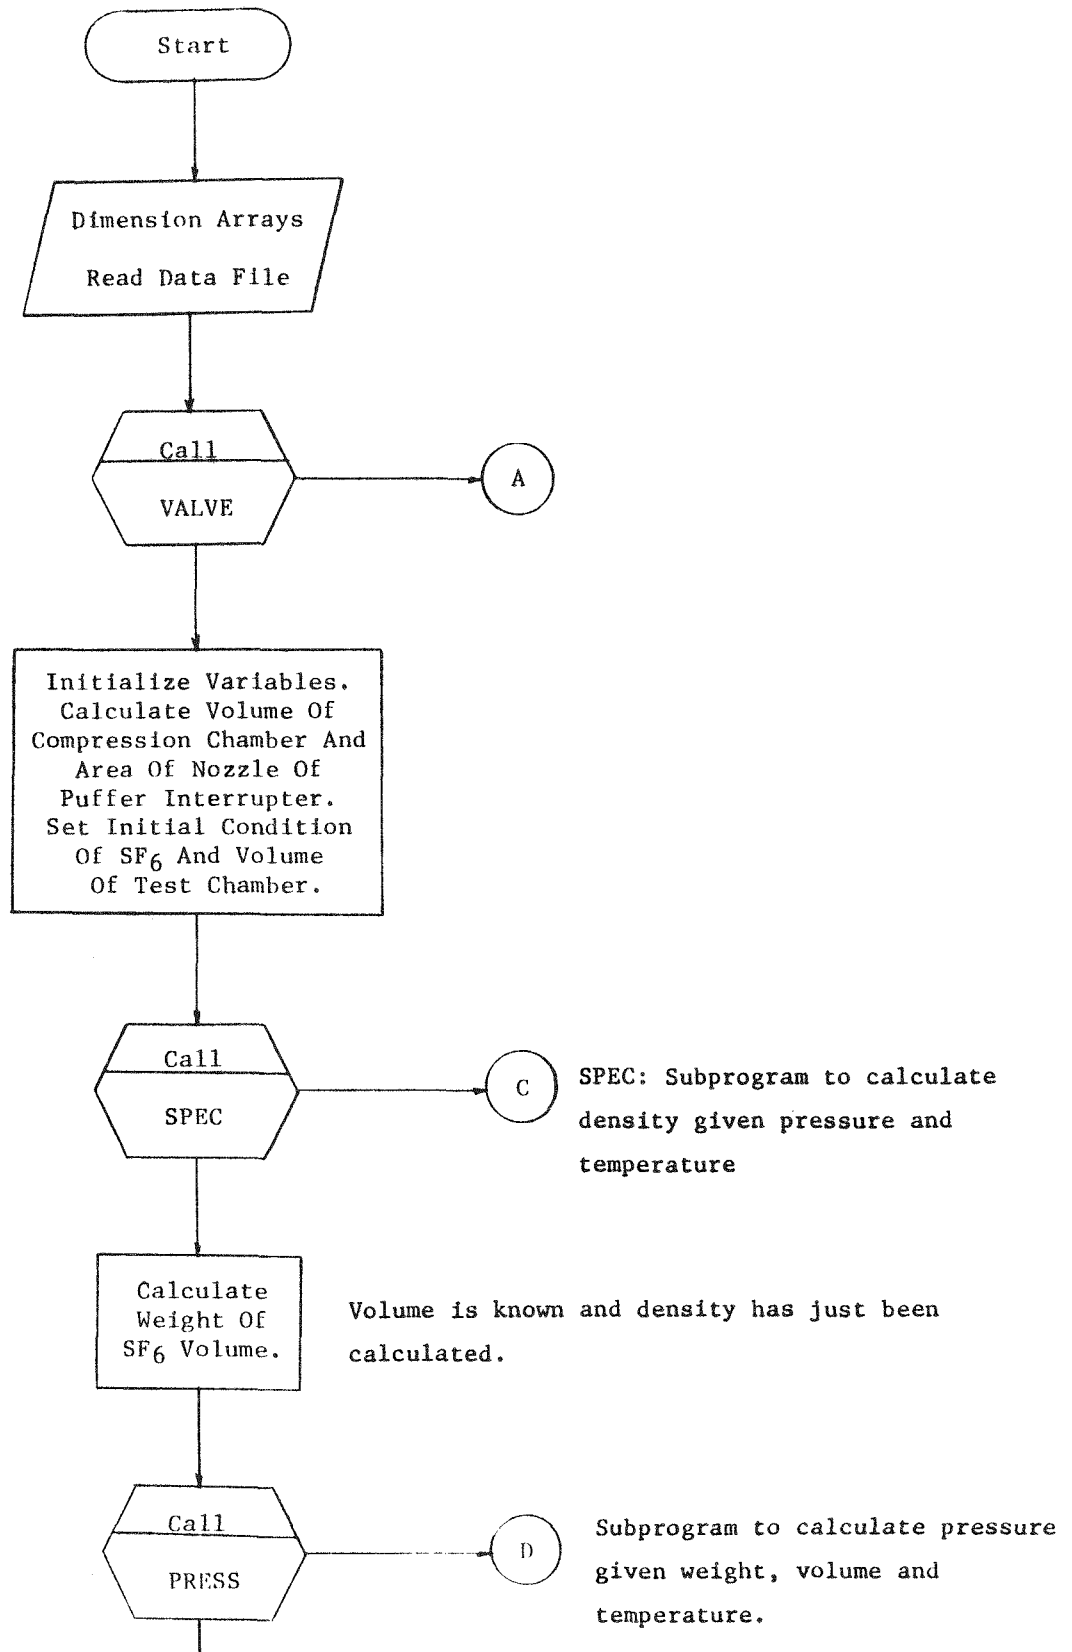 Start
Dimension Arrays
Read Data File
Call
VALVE
A
Initialize Variables.
Calculate Volume Of
Compression Chamber And
Area Of Nozzle Of
Puffer Interrupter.
Set Initial Condition
Of SF6 And Volume
Of Test Chamber.
Call
SPEC
C
SPEC: Subprogram to calculate
density given pressure and
temperature
Calculate
Weight Of
SF6 Volume.
Volume is known and density has just been
calculated.
Call
PRESS
D
Subprogram to calculate pressure
given weight, volume and
temperature.